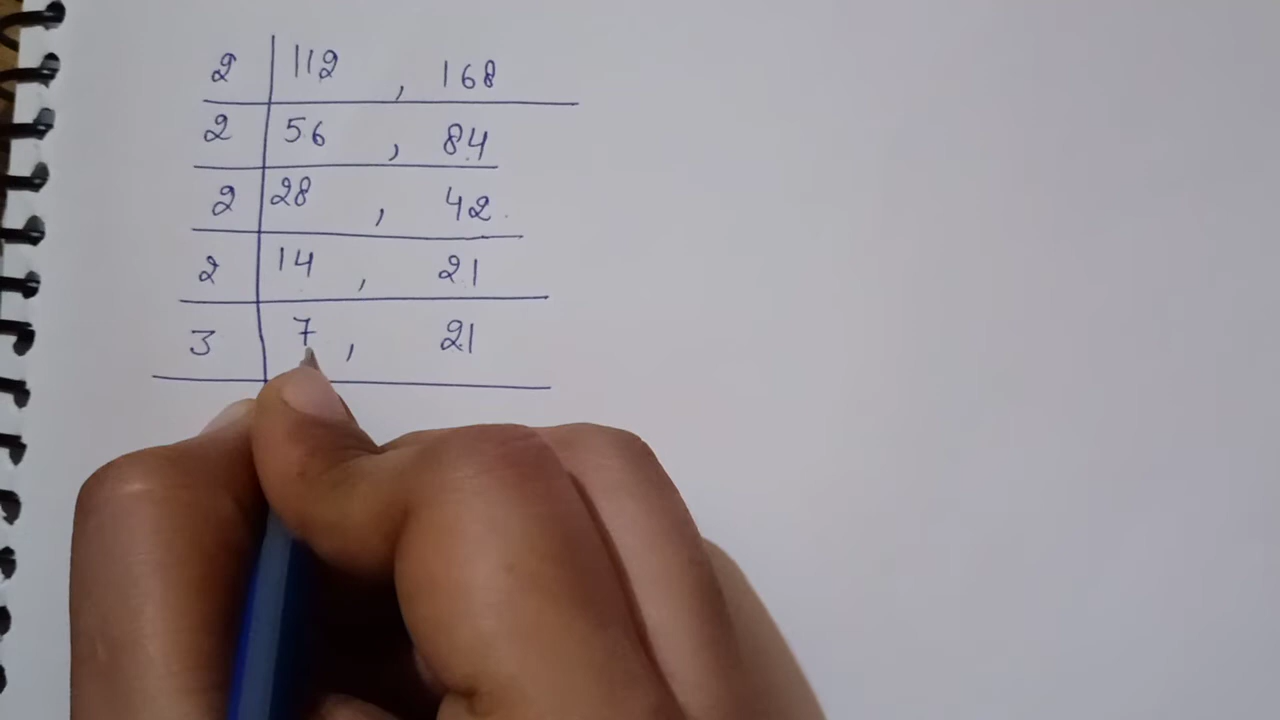 2 | 112 , 168
2 | 56 , 84
2 | 28 , 42
2 | 14 , 21
3 | 7 , 21